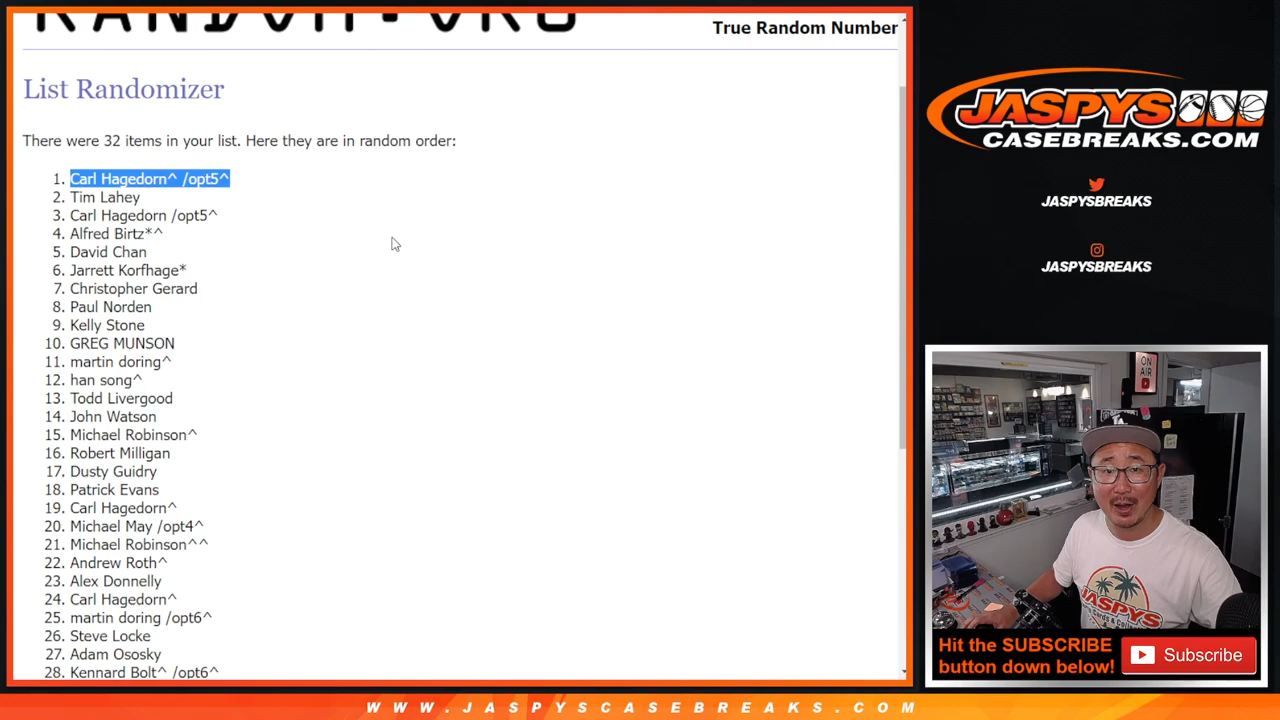 RANDOM.ORG
True Random Number
List Randomizer
There were 32 items in your list. Here they are in random order:
1. Carl Hagedorn^ /opt5^
2. Tim Lahey
3. Carl Hagedorn /opt5^
4. Alfred Birtz*^
5. David Chan
6. Jarrett Korfhage*
7. Christopher Gerard
8. Paul Norden
9. Kelly Stone
10. GREG MUNSON
11. martin doring^
12. han song^
13. Todd Livergood
14. John Watson
15. Michael Robinson^
16. Robert Milligan
17. Dusty Guidry
18. Patrick Evans
19. Carl Hagedorn^
20. Michael May /opt4^
21. Michael Robinson^^
22. Andrew Roth^
23. Alex Donnelly
24. Carl Hagedorn^
25. martin doring /opt6^
26. Steve Locke
27. Adam Ososky
28. Kennard Bolt^ /opt6^
JASPYS
CASEBREAKS.COM
JASPYSBREAKS
JASPYSBREAKS
ON
AIR
JASPYS
Hit the SUBSCRIBE
button down below!
Subscribe
WWW.JASPYSCASEBREAKS.COM